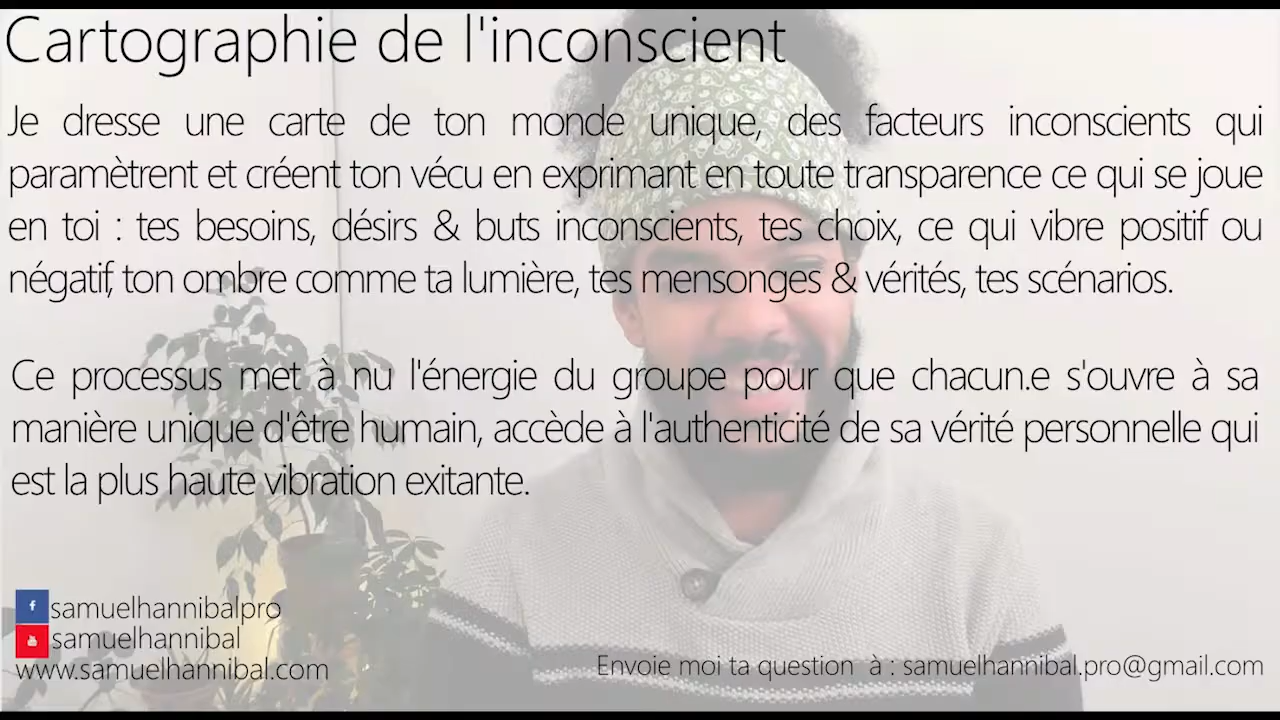 Cartographie de l'inconscient
Je dresse une carte de ton monde unique, des facteurs inconscients qui
paramètrent et créent ton vécu en exprimant en toute transparence ce qui se joue
en toi : tes besoins, désirs & buts inconscients, tes choix, ce qui vibre positif ou
négatif, ton ombre comme ta lumière, tes mensonges & vérités, tes scénarios.
Ce processus met à nu l'énergie du groupe pour que chacun.e s'ouvre à sa
manière unique d'être humain, accède à l'authenticité de sa vérité personnelle qui
est la plus haute vibration exitante.
samuelhannibalpro
samuelhannibal
www.samuelhannibal.com
Envoie moi ta question à : samuelhannibal.pro@gmail.com